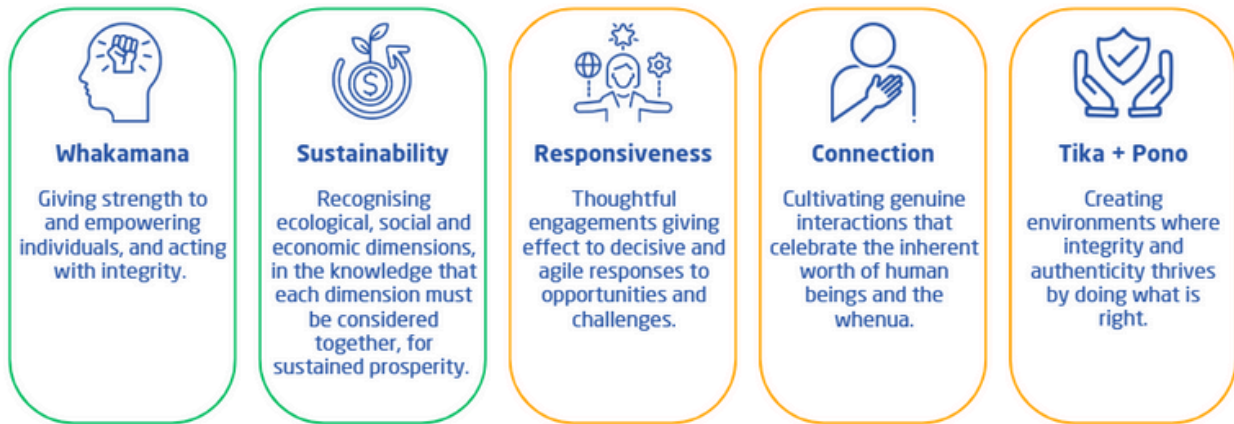 Whakamana
Giving strength to
and empowering
individuals, and acting
with integrity.
Sustainability
Recognising
ecological, social and
economic dimensions,
in the knowledge that
each dimension must
be considered
together, for
sustained prosperity.
Responsiveness
Thoughtful
engagements giving
effect to decisive and
agile responses to
opportunities and
challenges.
Connection
Cultivating genuine
interactions that
celebrate the inherent
worth of human
beings and the
whenua.
Tika + Pono
Creating
environments where
integrity and
authenticity thrives
by doing what is
right.